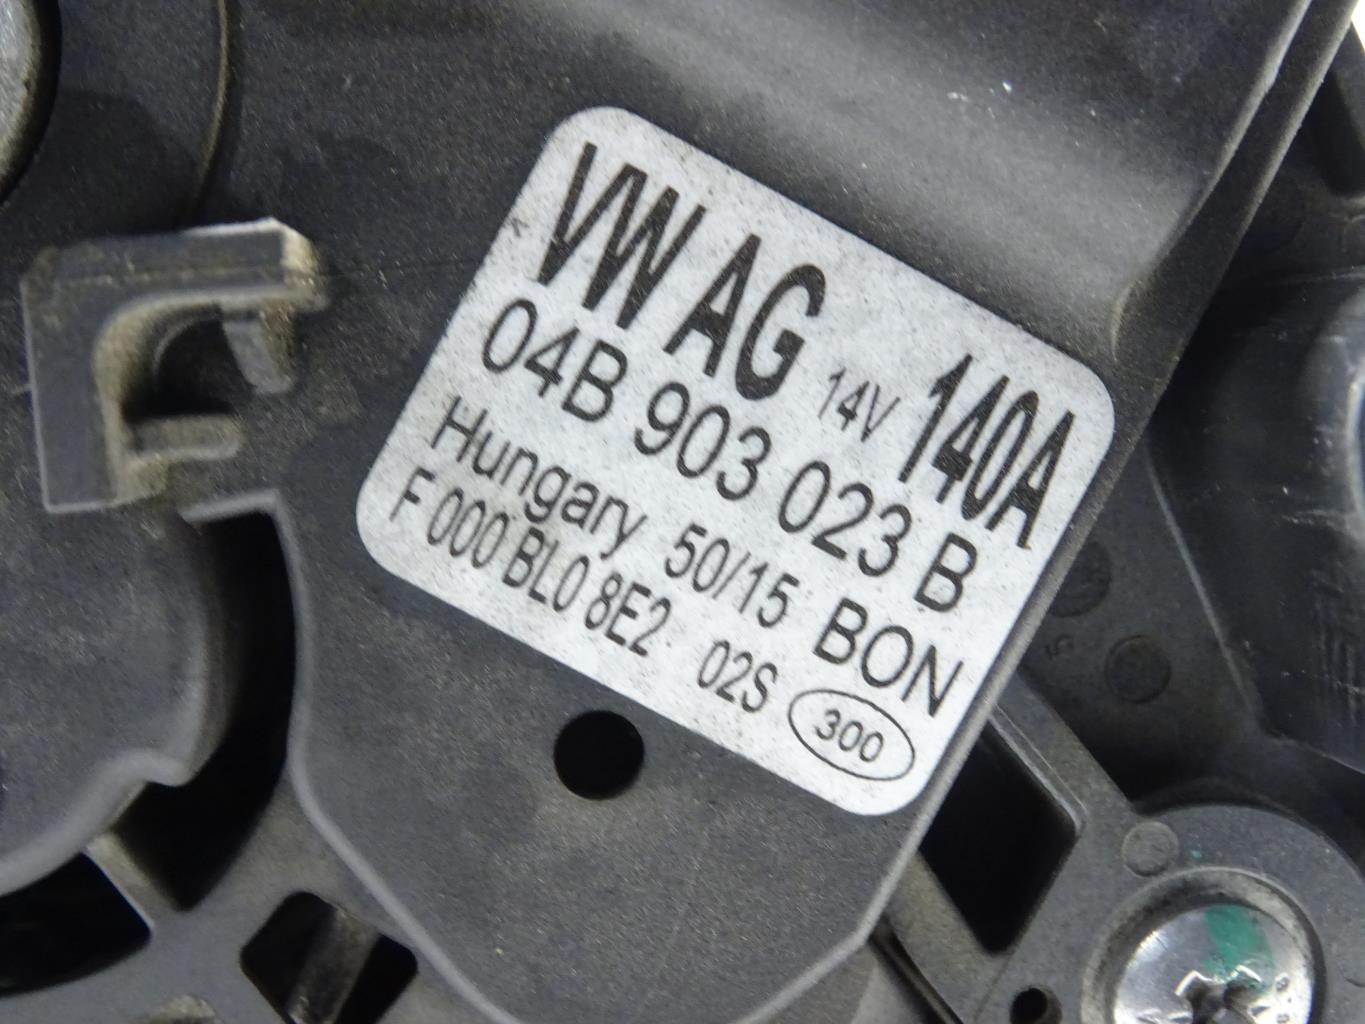 VW AG 14V 140A
04B 903 023 B
Hungary 50/15 BON
F 000 BL0 8E2 02S 300